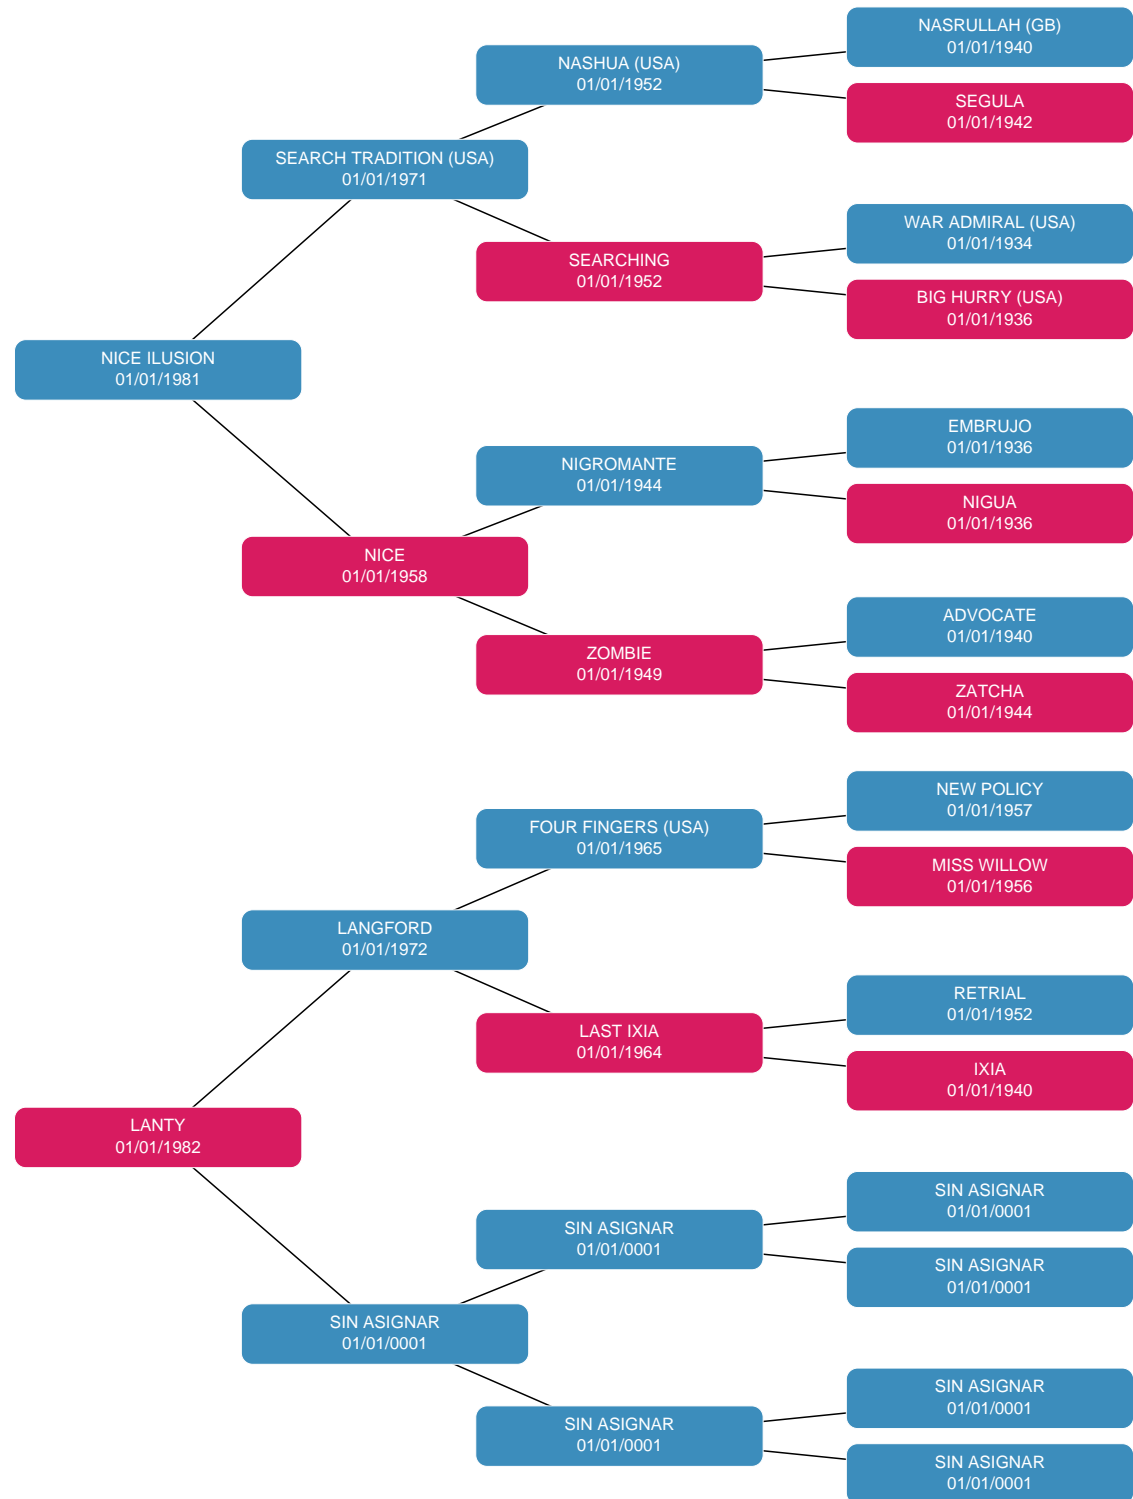 NASRULLAH (GB)
01/01/1940
NASHUA (USA)
01/01/1952
SEGULA
01/01/1942
SEARCH TRADITION (USA)
01/01/1971
WAR ADMIRAL (USA)
01/01/1934
SEARCHING
01/01/1952
BIG HURRY (USA)
01/01/1936
NICE ILUSION
01/01/1981
EMBRUJO
01/01/1936
NIGROMANTE
01/01/1944
NIGUA
01/01/1936
NICE
01/01/1958
ADVOCATE
01/01/1940
ZOMBIE
01/01/1949
ZATCHA
01/01/1944
NEW POLICY
01/01/1957
FOUR FINGERS (USA)
01/01/1965
MISS WILLOW
01/01/1956
LANGFORD
01/01/1972
RETRIAL
01/01/1952
LAST IXIA
01/01/1964
IXIA
01/01/1940
LANTY
01/01/1982
SIN ASIGNAR
01/01/0001
SIN ASIGNAR
01/01/0001
SIN ASIGNAR
01/01/0001
SIN ASIGNAR
01/01/0001
SIN ASIGNAR
01/01/0001
SIN ASIGNAR
01/01/0001
SIN ASIGNAR
01/01/0001